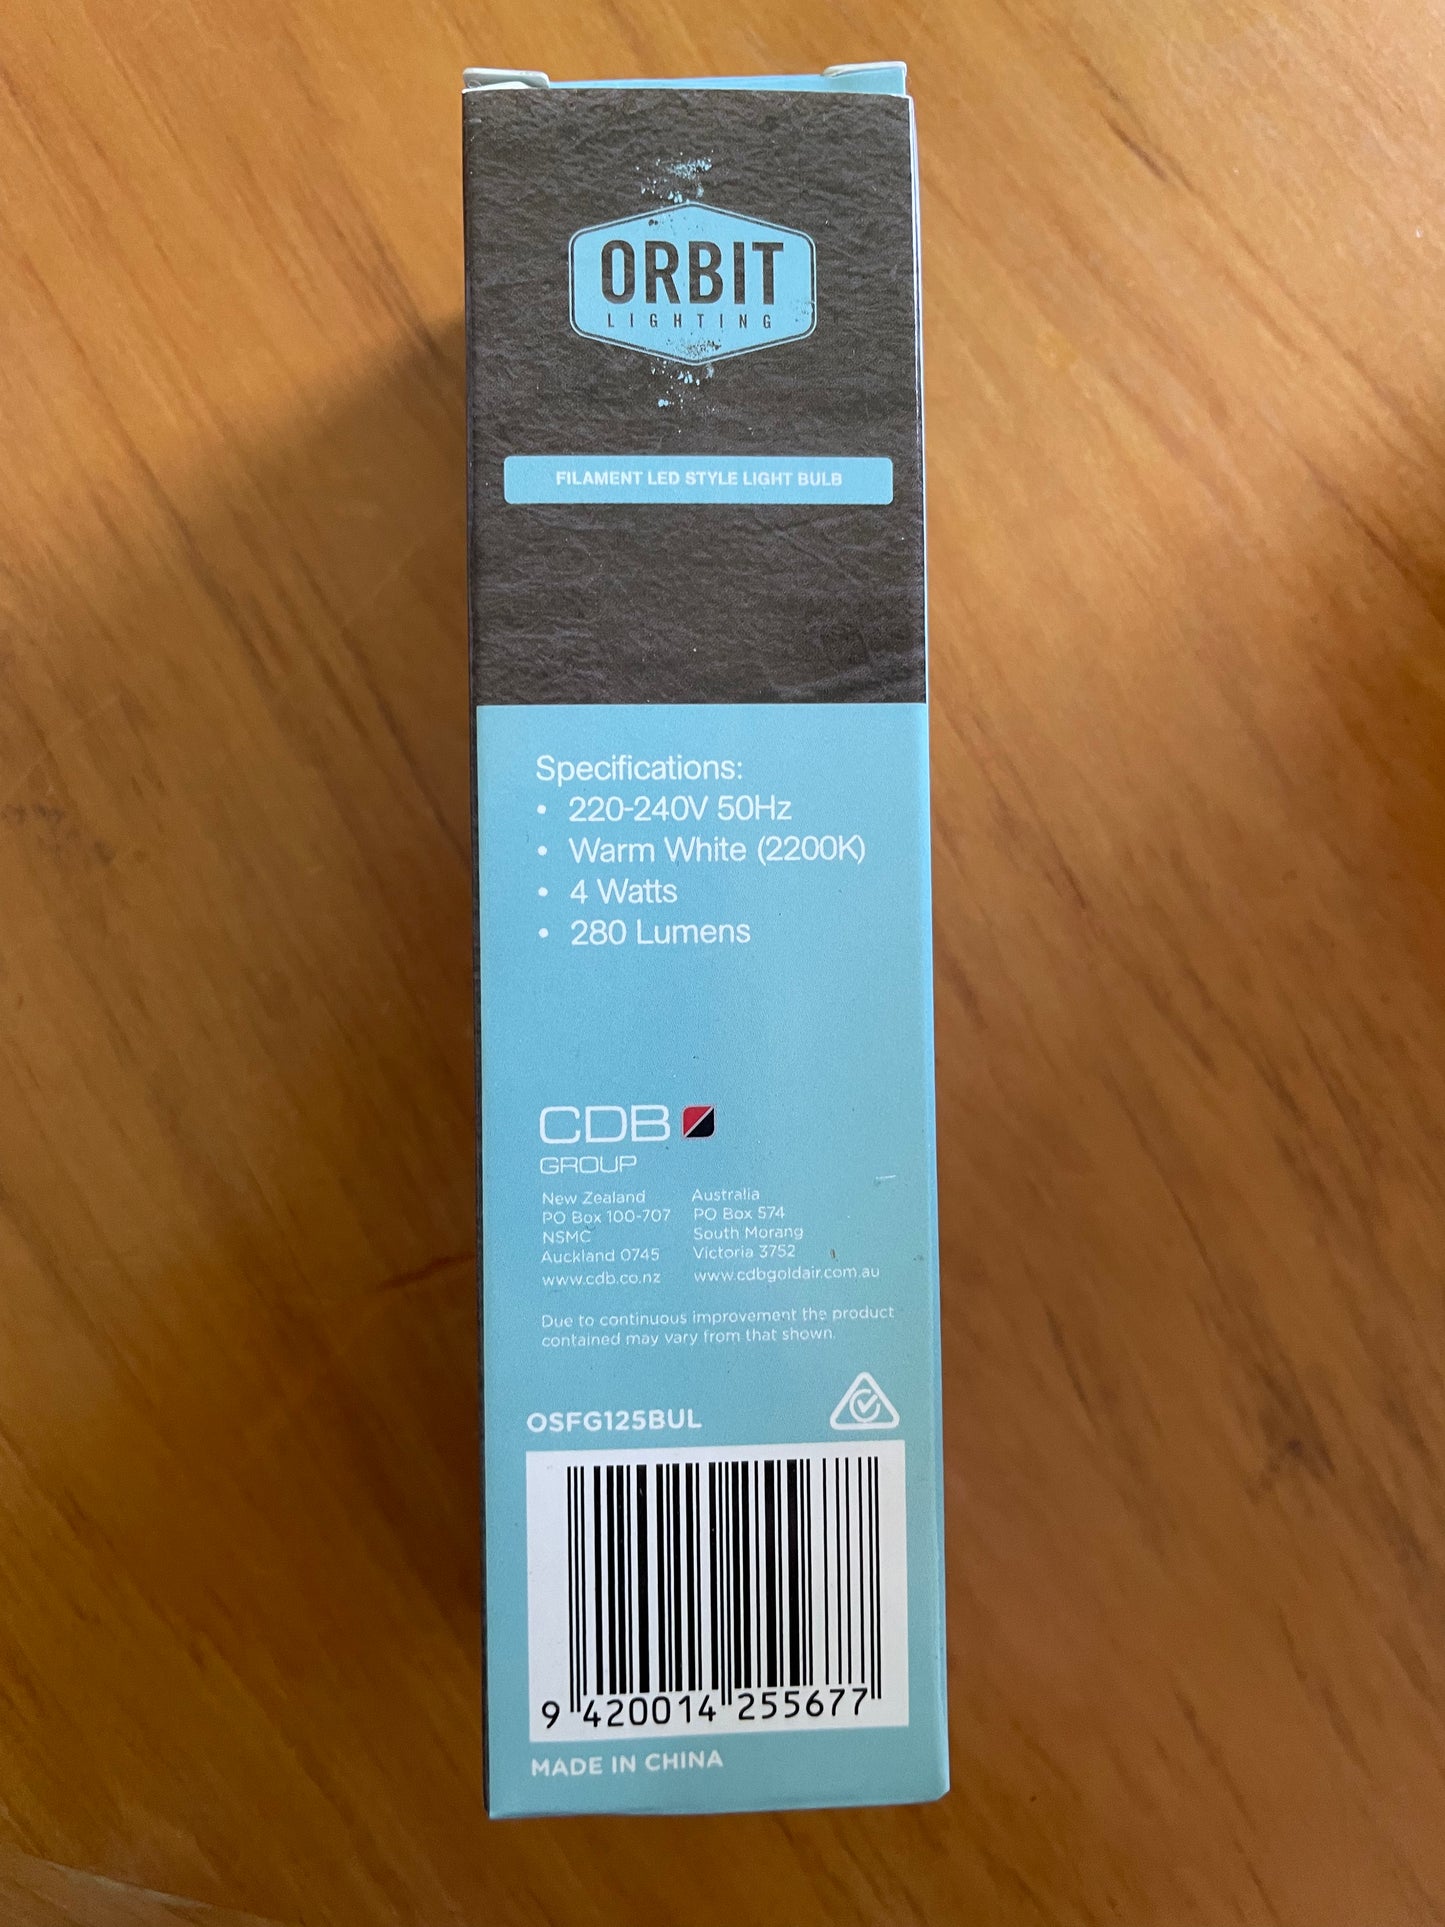 ORBIT
LIGHTING
FILAMENT LED STYLE LIGHT BULB
Specifications:
• 220-240V 50Hz
• Warm White (2200K)
• 4 Watts
• 280 Lumens
CDB
GROUP
New Zealand
PO Box 100-707
NSMC
Auckland 0745
www.cdb.co.nz
Australia
PO Box 574
South Morang
Victoria 3752
www.cdbgoldair.com.au
Due to continuous improvement the product
contained may vary from that shown.
OSFG125BUL
9 420014 255677
MADE IN CHINA